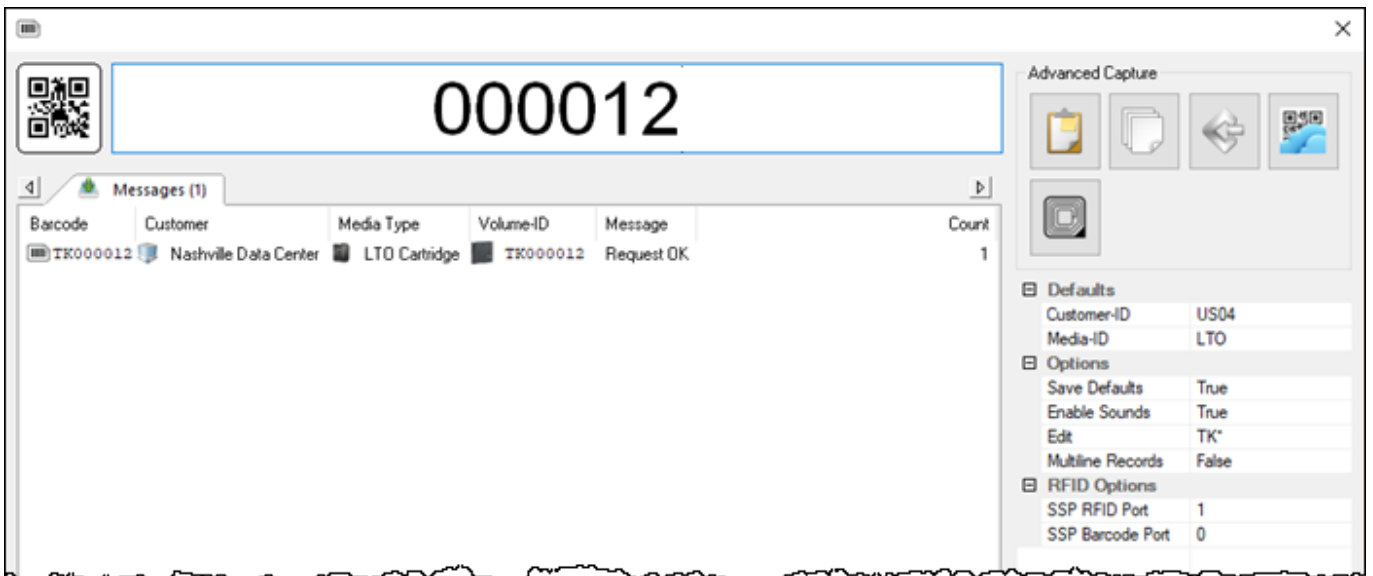 000012
Messages (1)
Barcode Customer Media Type Volume-ID Message Count
TK000012 Nashville Data Center LTO Cartridge TK000012 Request OK 1
Advanced Capture
Defaults
Customer-ID US04
Media-ID LTO
Options
Save Defaults True
Enable Sounds True
Edit TK*
Multiline Records False
RFID Options
SSP RFID Port 1
SSP Barcode Port 0